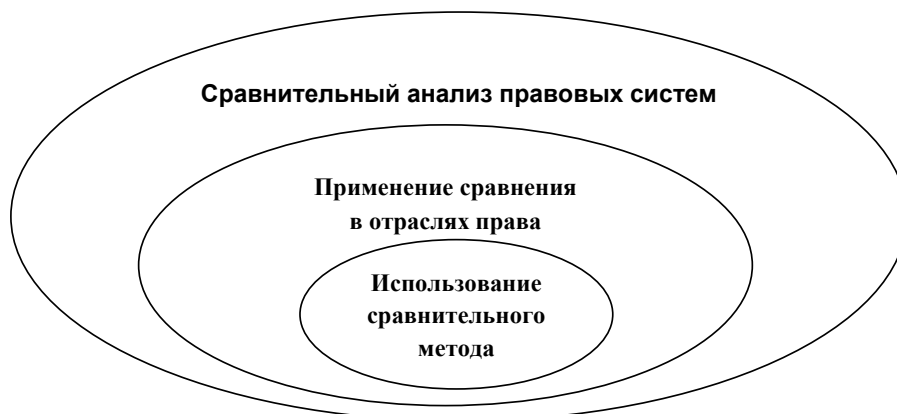 Сравнительный анализ правовых систем
Применение сравнения
в отраслях права
Использование
сравнительного
метода